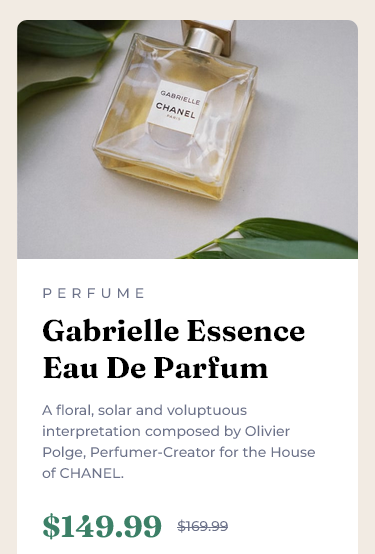 GABRIELLE
CHANEL
PARIS
PERFUME
Gabrielle Essence
Eau De Parfum
A floral, solar and voluptuous
interpretation composed by Olivier
Polge, Perfumer-Creator for the House
of CHANEL.
$149.99 $169.99